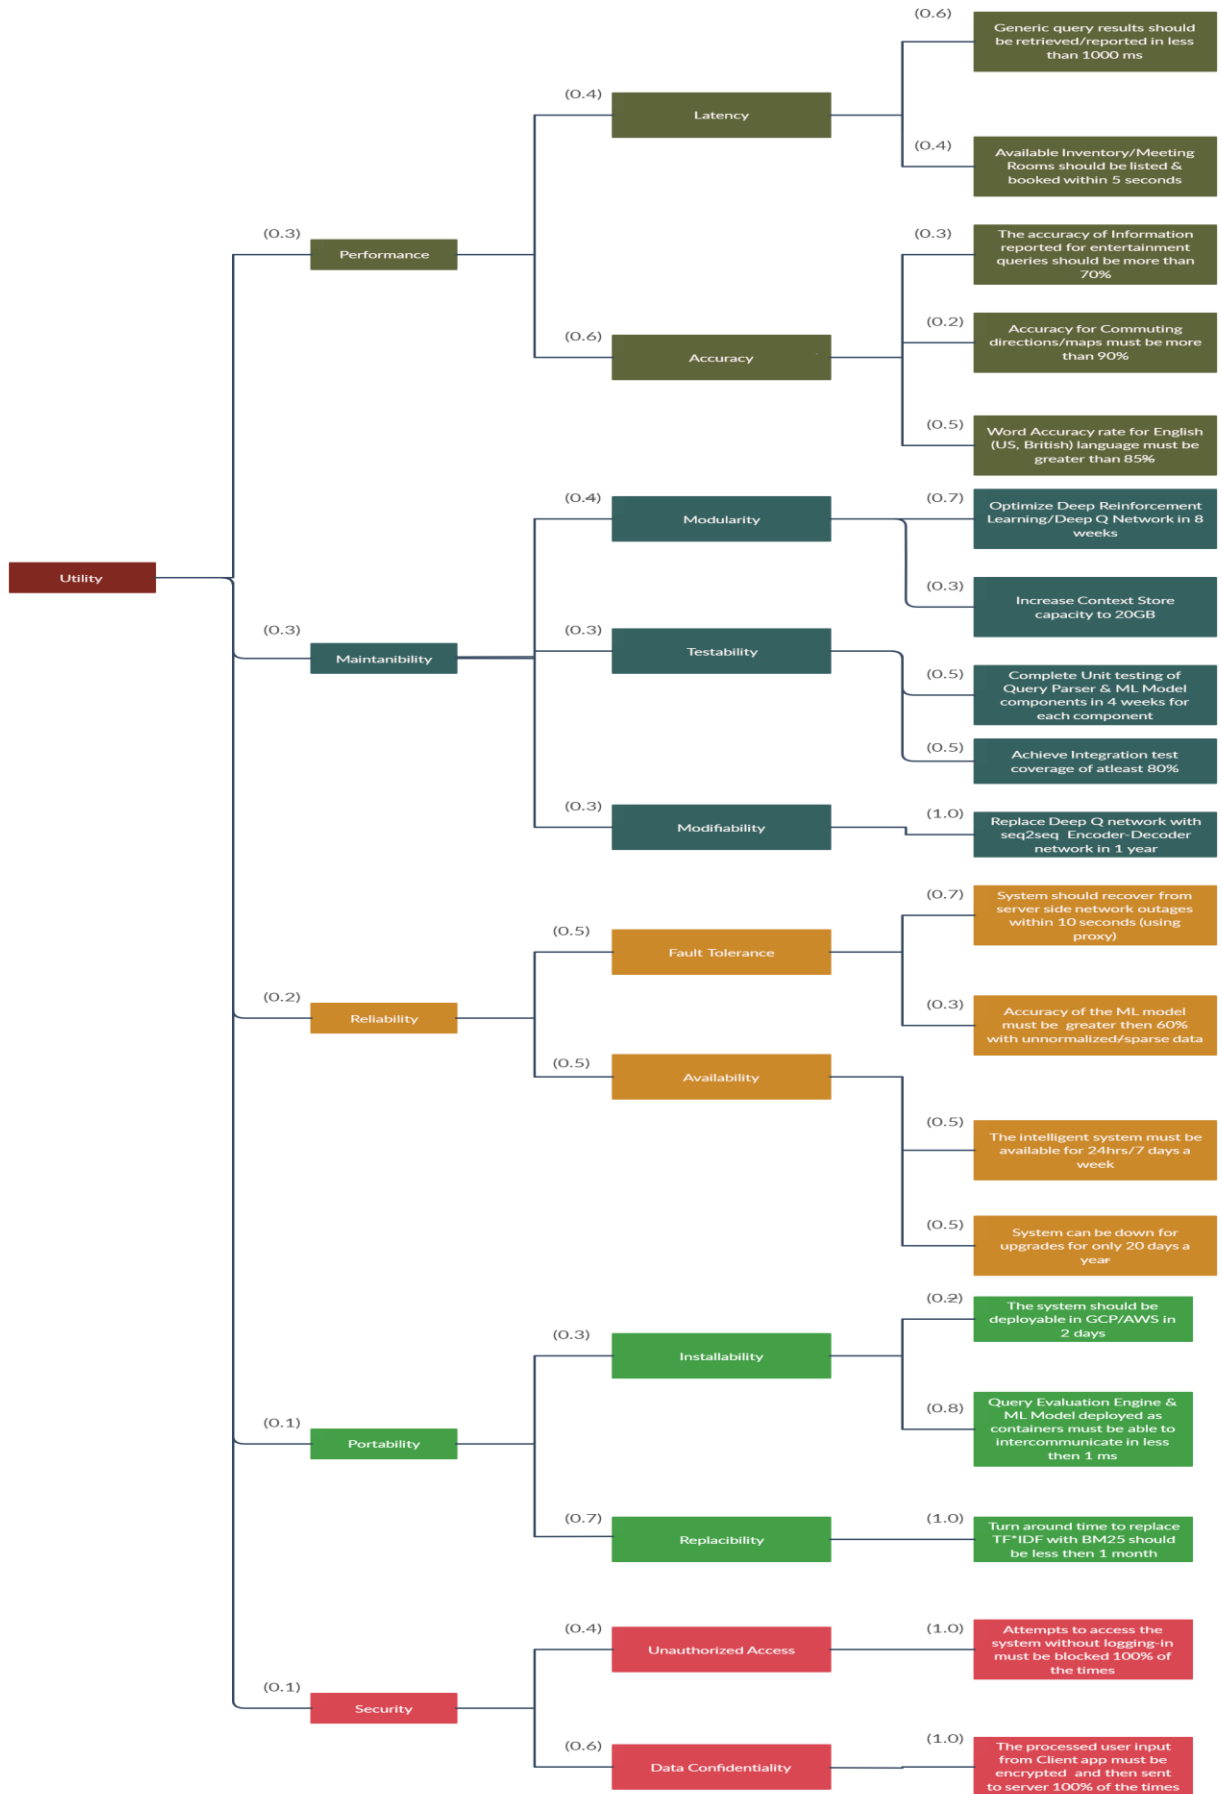 (0.6)
Generic query results should
be retrieved/reported in less
than 1000 ms
(0.4)
Latency
(0.4)
Available Inventory/Meeting
Rooms should be listed &
booked within 5 seconds
(0.3)
Performance
(0.3)
The accuracy of Information
reported for entertainment
queries should be more than
70%
(0.6)
Accuracy
(0.2)
Accuracy for Commuting
directions/maps must be more
than 90%
(0.5)
Word Accuracy rate for English
(US, British) language must be
greater than 85%
Utility
(0.4)
Modularity
(0.7)
Optimize Deep Reinforcement
Learning/Deep Q Network in 8
weeks
(0.3)
Increase Context Store
capacity to 20GB
(0.3)
Maintanibility
(0.3)
Testability
(0.5)
Complete Unit testing of
Query Parser & ML Model
components in 4 weeks for
each component
(0.5)
Achieve Integration test
coverage of atleast 80%
(0.3)
Modifiability
(1.0)
Replace Deep Q network with
seq2seq Encoder-Decoder
network in 1 year
(0.7)
System should recover from
server side network outages
within 10 seconds (using
proxy)
(0.5)
Fault Tolerance
(0.2)
Reliability
(0.3)
Accuracy of the ML model
must be greater then 60%
with unnormalized/sparse data
(0.5)
Availability
(0.5)
The intelligent system must be
available for 24hrs/7 days a
week
(0.5)
System can be down for
upgrades for only 20 days a
year
(0.2)
The system should be
deployable in GCP/AWS in
2 days
(0.3)
Installability
(0.1)
Portability
(0.8)
Query Evaluation Engine &
ML Model deployed as
containers must be able to
intercommunicate in less
then 1 ms
(0.7)
Replacibility
(1.0)
Turn around time to replace
TF*IDF with BM25 should
be less then 1 month
(0.4)
Unauthorized Access
(1.0)
Attempts to access the
system without logging-in
must be blocked 100% of
the times
(0.1)
Security
(0.6)
Data Confidentiality
(1.0)
The processed user input
from Client app must be
encrypted and then sent
to server 100% of the times